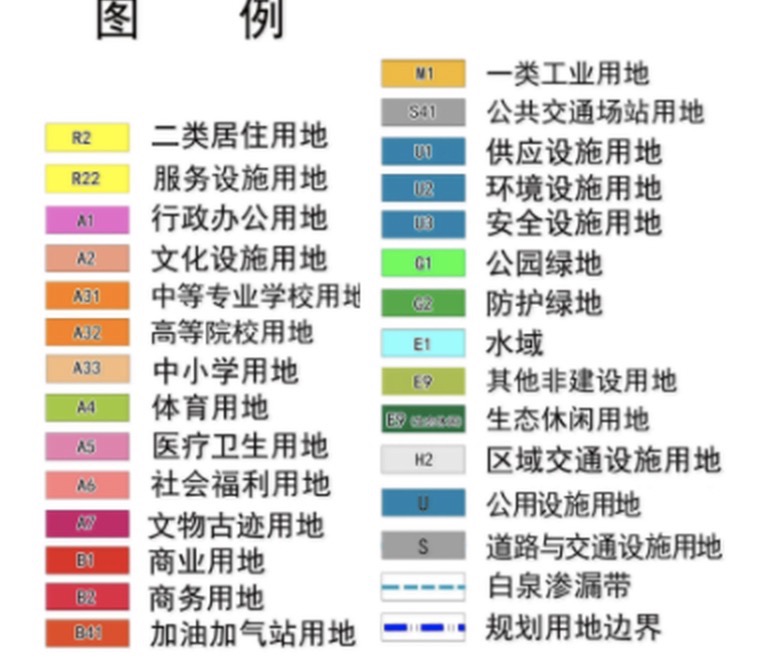 图 例
R2 二类居住用地
R22 服务设施用地
A1 行政办公用地
A2 文化设施用地
A31 中等专业学校用地
A32 高等院校用地
A33 中小学用地
A4 体育用地
A5 医疗卫生用地
A6 社会福利用地
A7 文物古迹用地
B1 商业用地
B2 商务用地
B41 加油加气站用地
M1 一类工业用地
S41 公共交通场站用地
U1 供应设施用地
U2 环境设施用地
U3 安全设施用地
G1 公园绿地
G2 防护绿地
E1 水域
E9 其他非建设用地
E9 生态休闲用地
H2 区域交通设施用地
U 公用设施用地
S 道路与交通设施用地
白泉渗漏带
规划用地边界